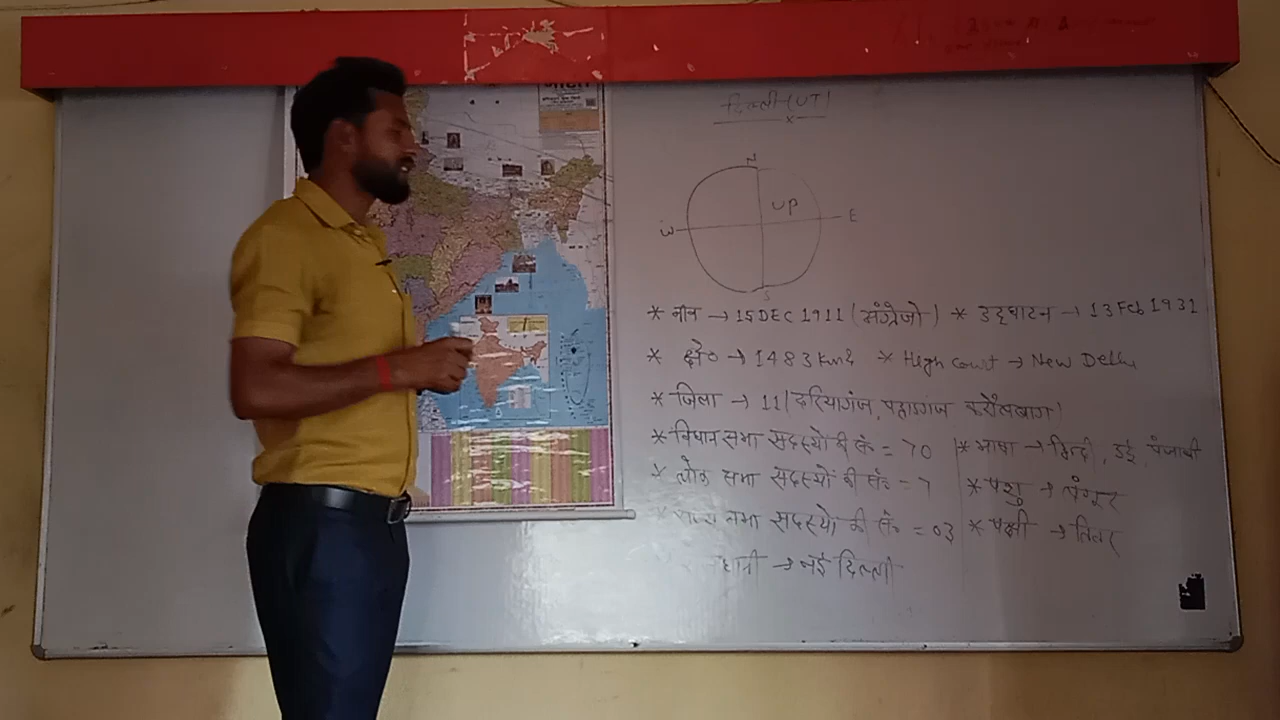 दिल्ली (UT)
N
UP
W E
S
* नींव → 15 DEC 1911 (अंग्रेजो) * उद्घाटन → 13 Feb 1931
* क्षे० → 1483 Km2 * High Court → New Delhi
* जिला → 11 (दरियागंज, पहाड़गंज करौलबाग)
* विधान सभा सदस्यो की सं = 70 * भाषा → हिन्दी, उर्दू, पंजाबी
* लोक सभा सदस्यों की सं = 7 * पशु → लंगूर
सभा सदस्यो की सं = 03 * पक्षी → तितर
धानी → नई दिल्ली